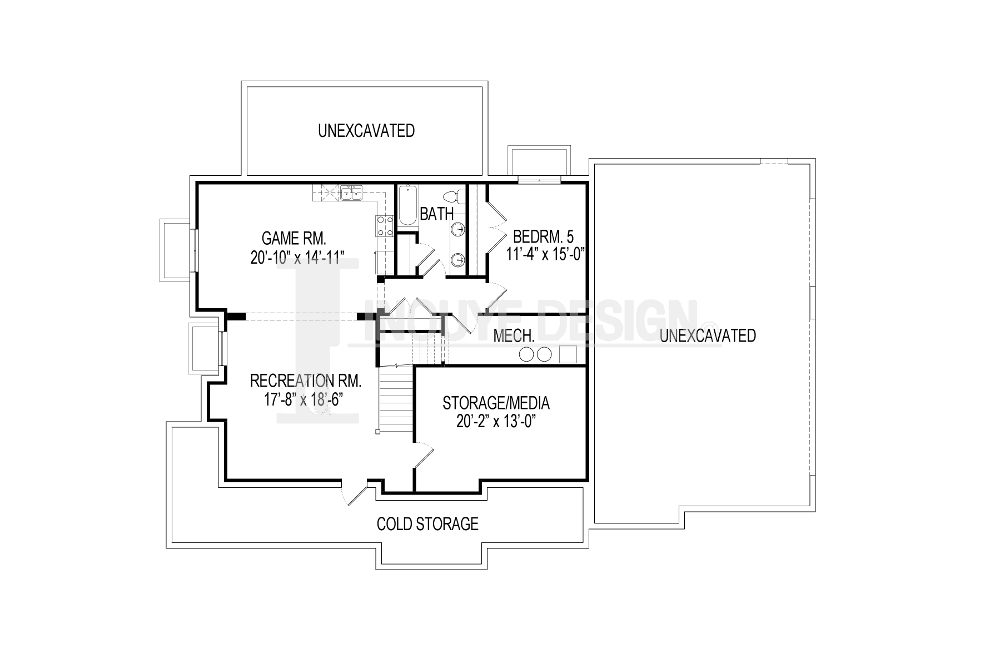 UNEXCAVATED
BATH
GAME RM.
20'-10" x 14'-11"
BEDRM. 5
11'-4" x 15'-0"
INOUYE DESIGN
MECH.
UNEXCAVATED
RECREATION RM.
17'-8" x 18'-6"
STORAGE/MEDIA
20'-2" x 13'-0"
COLD STORAGE